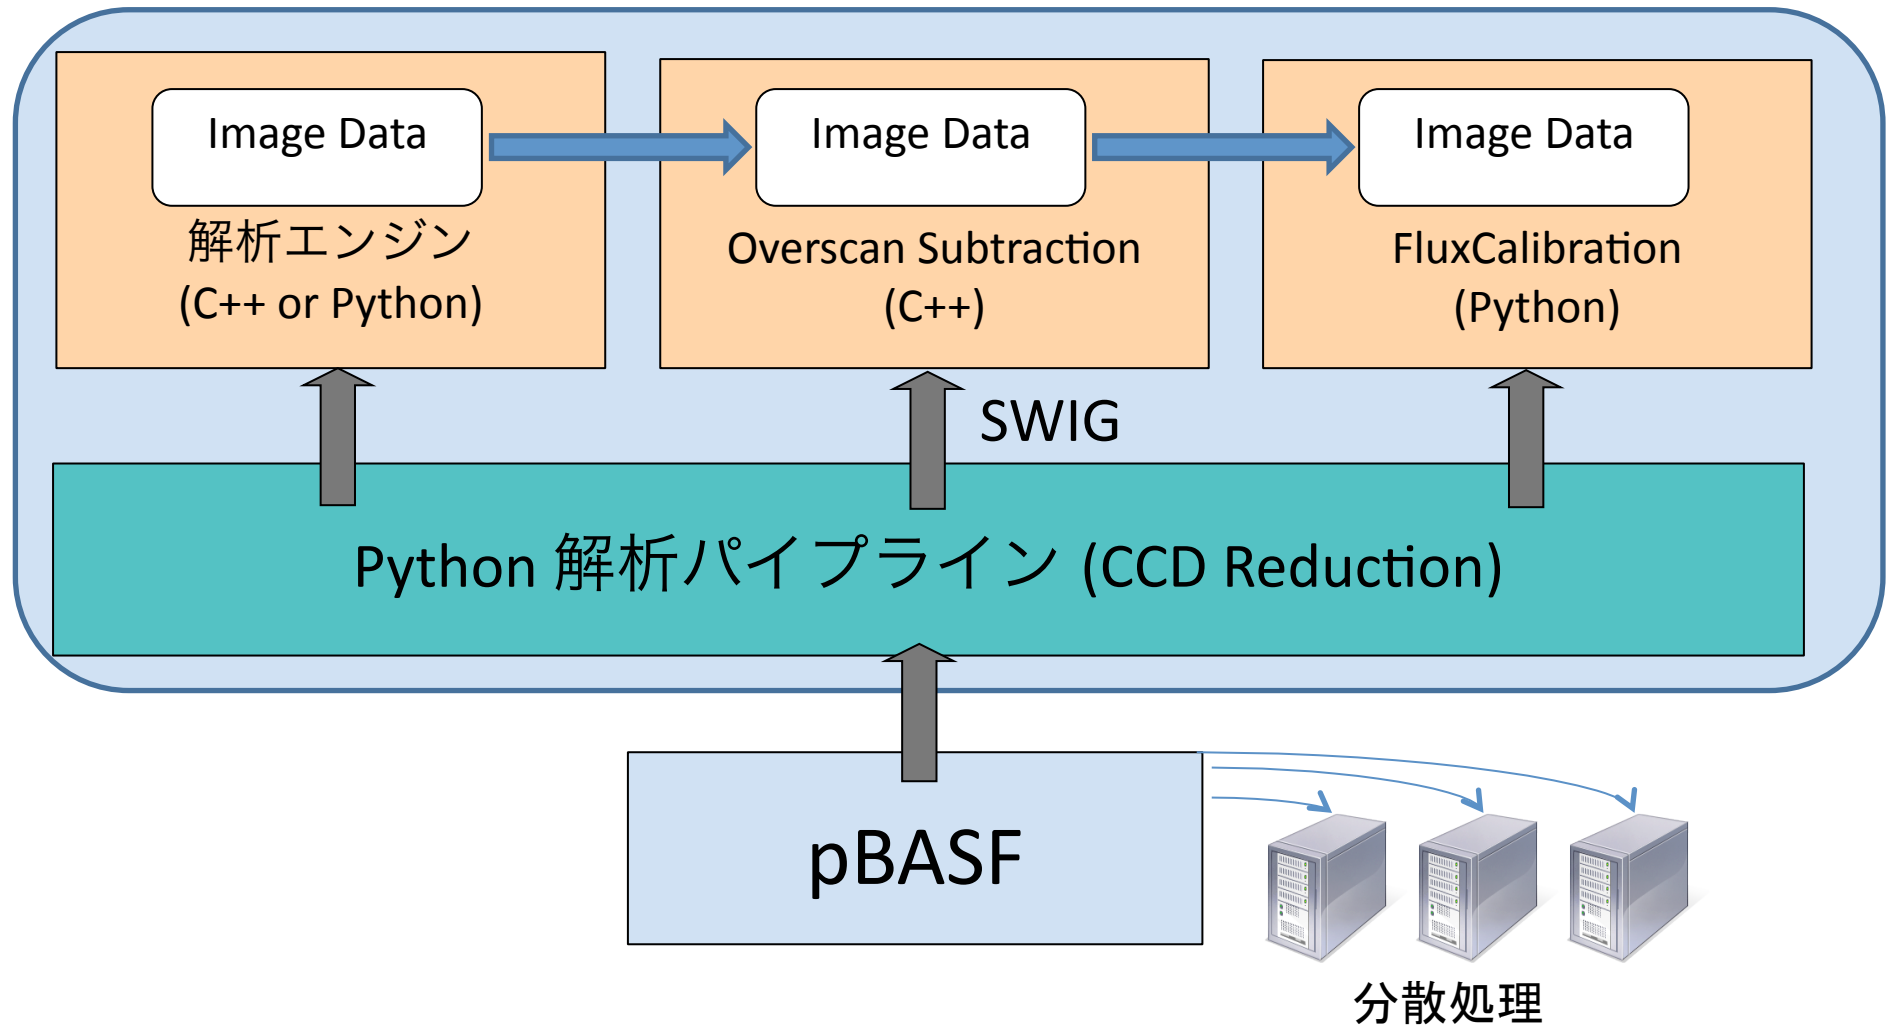 Image Data
解析エンジン
(C++ or Python)
Image Data
Overscan Subtraction
(C++)
Image Data
FluxCalibration
(Python)
SWIG
Python 解析パイプライン (CCD Reduction)
pBASF
分散処理